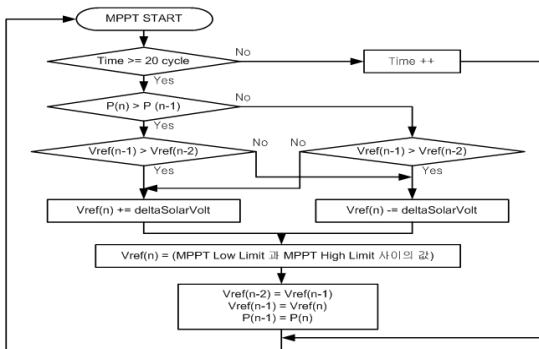 MPPT START
Time >= 20 cycle
No
Time ++
Yes
P(n) > P (n-1)
No
Yes
Vref(n-1) > Vref(n-2)
No
No
Vref(n-1) > Vref(n-2)
Yes
Yes
Vref(n) += deltaSolarVolt
Vref(n) -= deltaSolarVolt
Vref(n) = (MPPT Low Limit 과 MPPT High Limit 사이의 값)
Vref(n-2) = Vref(n-1)
Vref(n-1) = Vref(n)
P(n-1) = P(n)